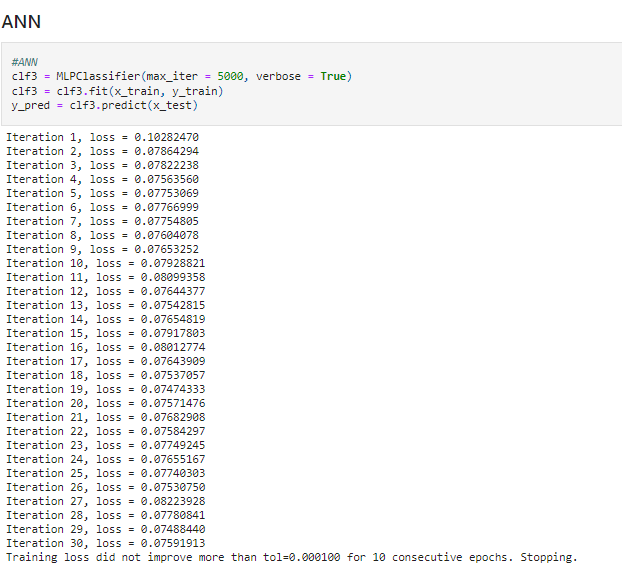 ANN
#ANN
clf3 = MLPClassifier(max_iter = 5000, verbose = True)
clf3 = clf3.fit(x_train, y_train)
y_pred = clf3.predict(x_test)
Iteration 1, loss = 0.10282470
Iteration 2, loss = 0.07864294
Iteration 3, loss = 0.07822238
Iteration 4, loss = 0.07563560
Iteration 5, loss = 0.07753069
Iteration 6, loss = 0.07766999
Iteration 7, loss = 0.07754805
Iteration 8, loss = 0.07604078
Iteration 9, loss = 0.07653252
Iteration 10, loss = 0.07928821
Iteration 11, loss = 0.08099358
Iteration 12, loss = 0.07644377
Iteration 13, loss = 0.07542815
Iteration 14, loss = 0.07654819
Iteration 15, loss = 0.07917803
Iteration 16, loss = 0.08012774
Iteration 17, loss = 0.07643909
Iteration 18, loss = 0.07537057
Iteration 19, loss = 0.07474333
Iteration 20, loss = 0.07571476
Iteration 21, loss = 0.07682908
Iteration 22, loss = 0.07584297
Iteration 23, loss = 0.07749245
Iteration 24, loss = 0.07655167
Iteration 25, loss = 0.07740303
Iteration 26, loss = 0.07530750
Iteration 27, loss = 0.08223928
Iteration 28, loss = 0.07780841
Iteration 29, loss = 0.07488440
Iteration 30, loss = 0.07591913
Training loss did not improve more than tol=0.000100 for 10 consecutive epochs. Stopping.